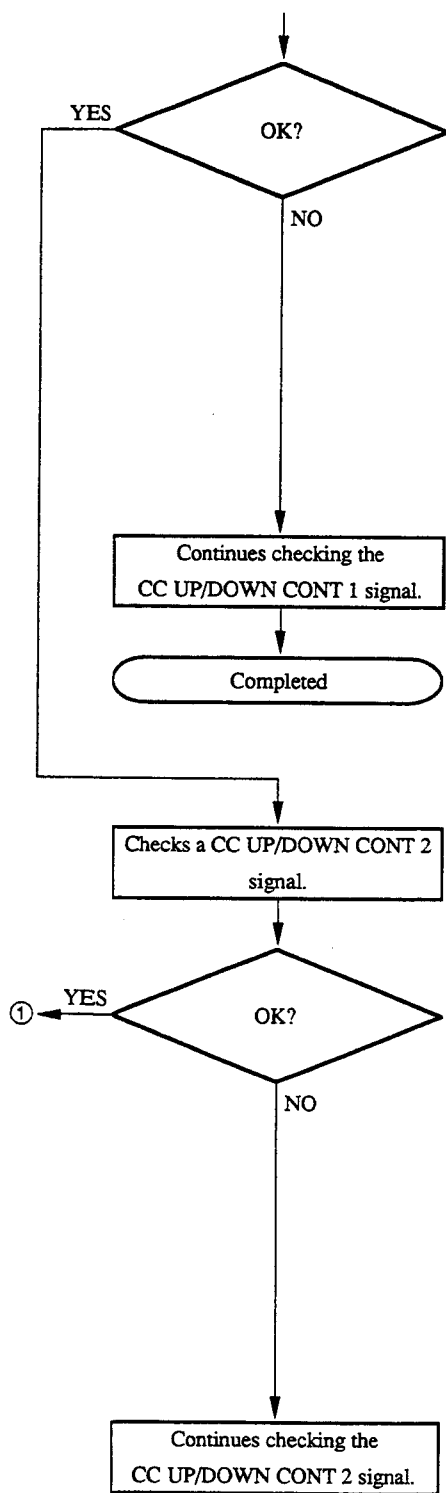 YES
OK?
NO
Continues checking the
CC UP/DOWN CONT 1 signal.
Completed
Checks a CC UP/DOWN CONT 2
signal.
① YES
OK?
NO
Continues checking the
CC UP/DOWN CONT 2 signal.